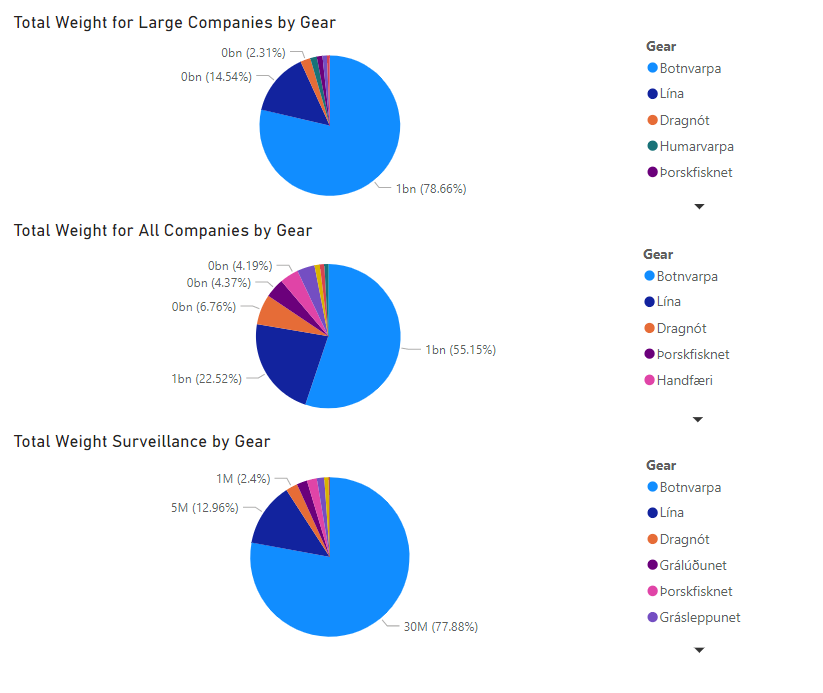 Total Weight for Large Companies by Gear
0bn (2.31%)
0bn (14.54%)
1bn (78.66%)
Gear
Botnvarpa
Lína
Dragnót
Humarvarpa
Þorskfisknet
Total Weight for All Companies by Gear
0bn (4.19%)
0bn (4.37%)
0bn (6.76%)
1bn (22.52%)
1bn (55.15%)
Gear
Botnvarpa
Lína
Dragnót
Þorskfisknet
Handfæri
Total Weight Surveillance by Gear
1M (2.4%)
5M (12.96%)
30M (77.88%)
Gear
Botnvarpa
Lína
Dragnót
Grálúðunet
Þorskfisknet
Grásleppunet